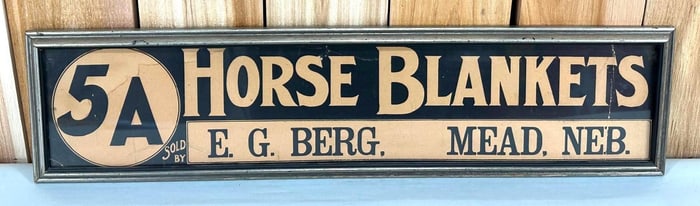 5A HORSE BLANKETS
SOLD BY E. G. BERG, MEAD, NEB.